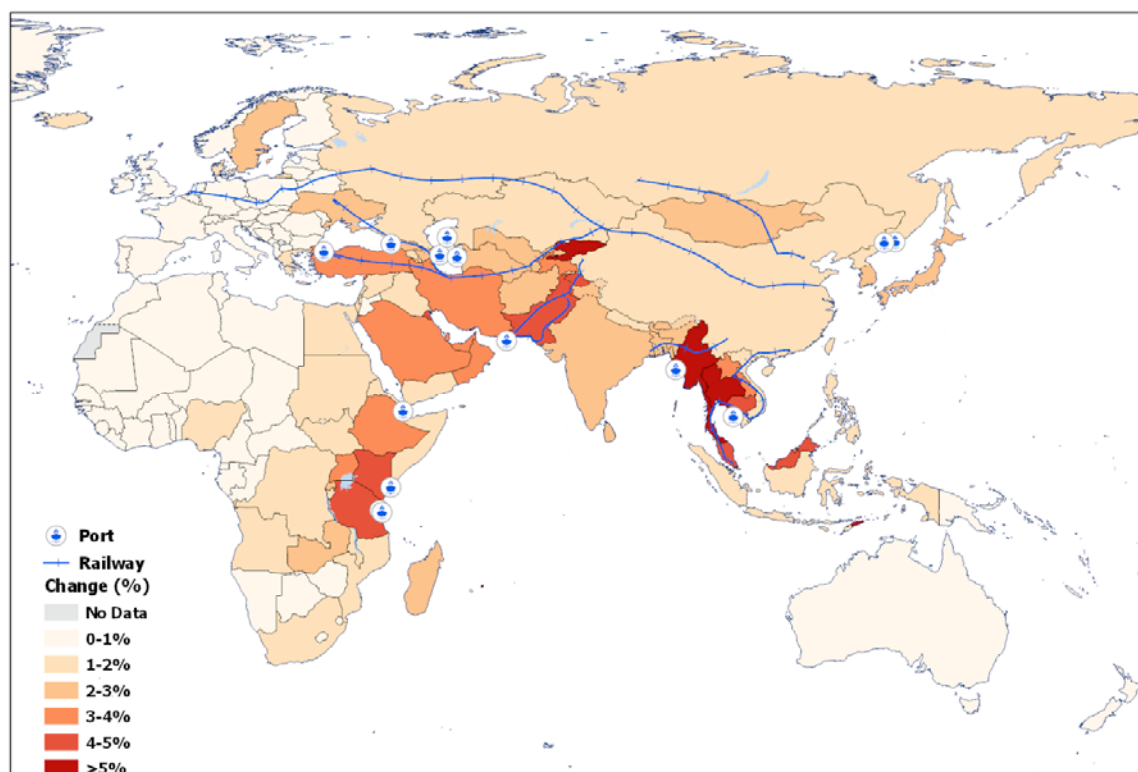 Port
Railway
Change (%)
No Data
0-1%
1-2%
2-3%
3-4%
4-5%
>5%